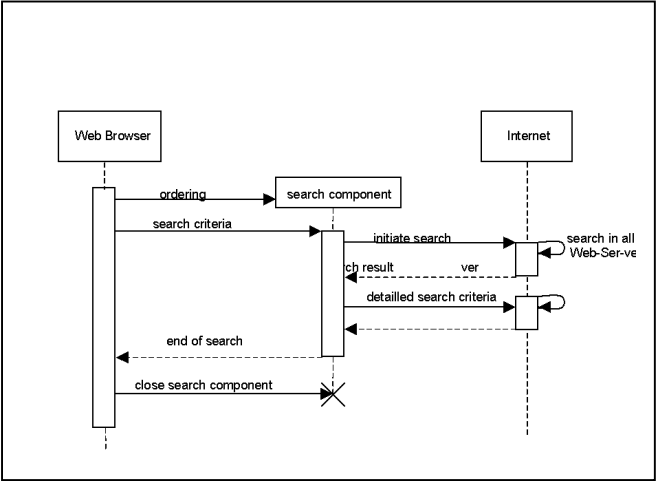 Web Browser
Internet
ordering
search component
search criteria
initiate search
search in all
Web-Ser-ve
ch result
ver
detailled search criteria
end of search
close search component